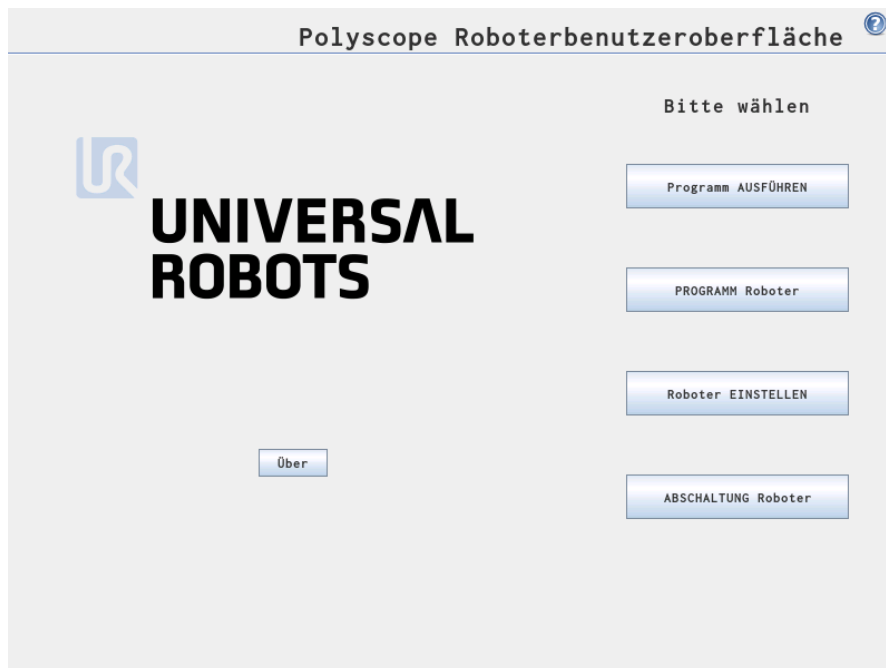 Polyscope Roboterbenutzeroberfläche
?
Bitte wählen
UR
UNIVERSAL
ROBOTS
Programm AUSFÜHREN
PROGRAMM Roboter
Roboter EINSTELLEN
Über
ABSCHALTUNG Roboter